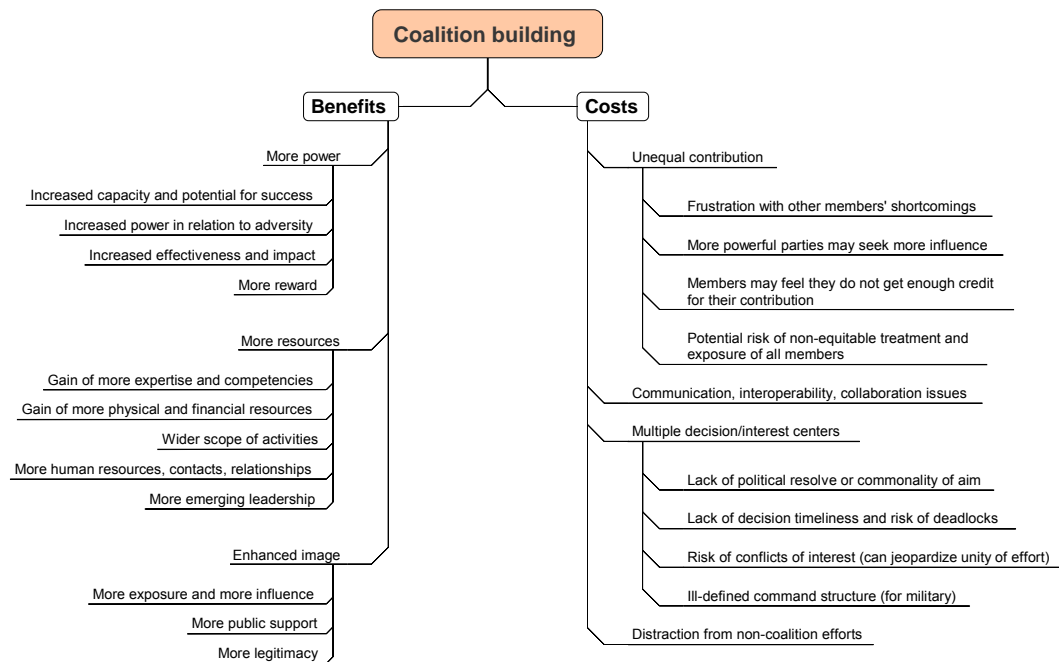 Coalition building
Benefits
More power
Increased capacity and potential for success
Increased power in relation to adversity
Increased effectiveness and impact
More reward
More resources
Gain of more expertise and competencies
Gain of more physical and financial resources
Wider scope of activities
More human resources, contacts, relationships
More emerging leadership
Enhanced image
More exposure and more influence
More public support
More legitimacy
Costs
Unequal contribution
Frustration with other members' shortcomings
More powerful parties may seek more influence
Members may feel they do not get enough credit
for their contribution
Potential risk of non-equitable treatment and
exposure of all members
Communication, interoperability, collaboration issues
Multiple decision/interest centers
Lack of political resolve or commonality of aim
Lack of decision timeliness and risk of deadlocks
Risk of conflicts of interest (can jeopardize unity of effort)
Ill-defined command structure (for military)
Distraction from non-coalition efforts